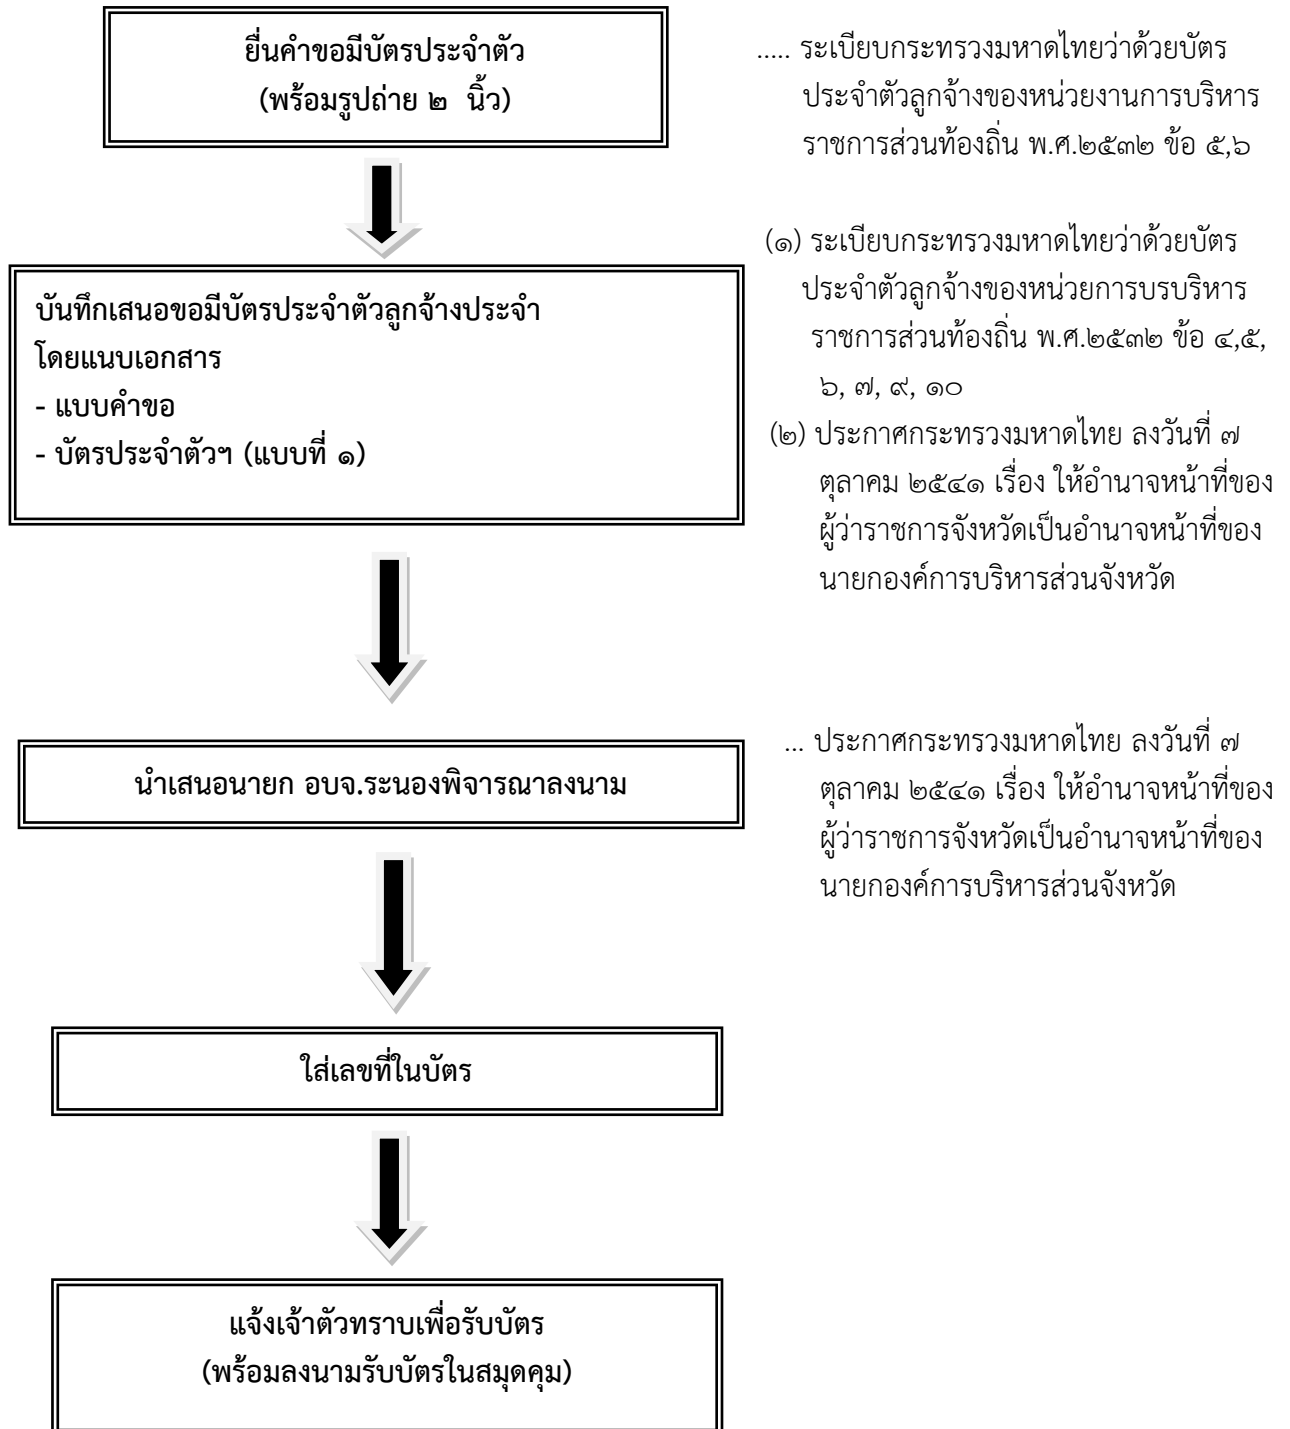 ยื่นคำขอมีบัตรประจำตัว
(พร้อมรูปถ่าย ๒ นิ้ว)
..... ระเบียบกระทรวงมหาดไทยว่าด้วยบัตร
ประจำตัวลูกจ้างของหน่วยงานการบริหาร
ราชการส่วนท้องถิ่น พ.ศ.๒๕๓๒ ข้อ ๕,๖
บันทึกเสนอขอมีบัตรประจำตัวลูกจ้างประจำ
โดยแนบเอกสาร
- แบบคำขอ
- บัตรประจำตัวฯ (แบบที่ ๑)
(๑) ระเบียบกระทรวงมหาดไทยว่าด้วยบัตร
ประจำตัวลูกจ้างของหน่วยการบรบริหาร
ราชการส่วนท้องถิ่น พ.ศ.๒๕๓๒ ข้อ ๔,๕,
๖, ๗, ๙, ๑๐
(๒) ประกาศกระทรวงมหาดไทย ลงวันที่ ๗
ตุลาคม ๒๕๔๑ เรื่อง ให้อำนาจหน้าที่ของ
ผู้ว่าราชการจังหวัดเป็นอำนาจหน้าที่ของ
นายกองค์การบริหารส่วนจังหวัด
นำเสนอนายก อบจ.ระนองพิจารณาลงนาม
... ประกาศกระทรวงมหาดไทย ลงวันที่ ๗
ตุลาคม ๒๕๔๑ เรื่อง ให้อำนาจหน้าที่ของ
ผู้ว่าราชการจังหวัดเป็นอำนาจหน้าที่ของ
นายกองค์การบริหารส่วนจังหวัด
ใส่เลขที่ในบัตร
แจ้งเจ้าตัวทราบเพื่อรับบัตร
(พร้อมลงนามรับบัตรในสมุดคุม)